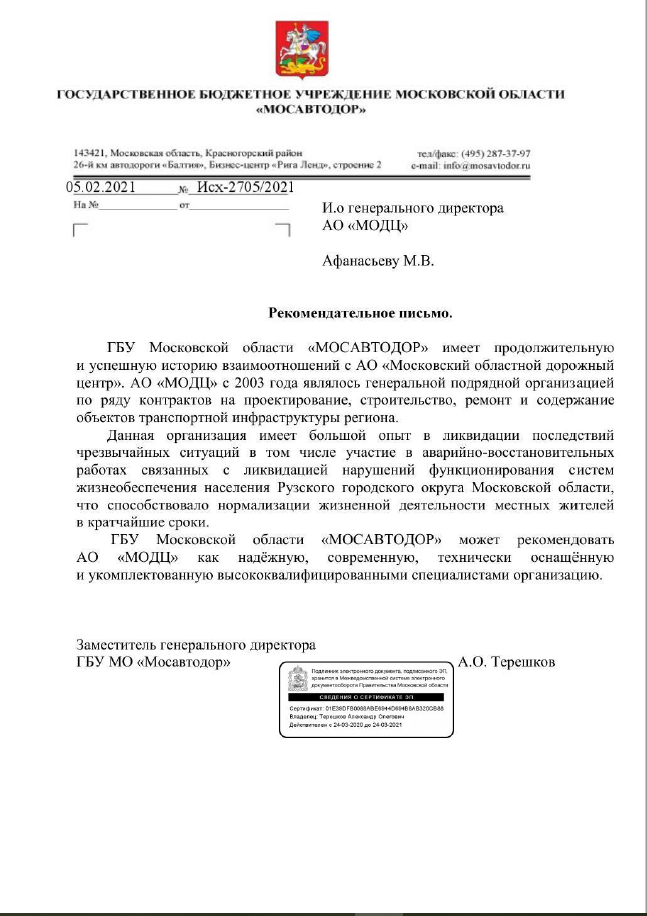 ГОСУДАРСТВЕННОЕ БЮДЖЕТНОЕ УЧРЕЖДЕНИЕ МОСКОВСКОЙ ОБЛАСТИ
«МОСАВТОДОР»
143421, Московская область, Красногорский район
26-й км автодороги «Балтия», Бизнес-центр «Рига Ленд», строение 2
тел/факс: (495) 287-37-97
e-mail: info@mosavtodor.ru
05.02.2021 № Исх-2705/2021
На № от
И.о генерального директора
АО «МОДЦ»
Афанасьеву М.В.
Рекомендательное письмо.
ГБУ Московской области «МОСАВТОДОР» имеет продолжительную
и успешную историю взаимоотношений с АО «Московский областной дорожный
центр». АО «МОДЦ» с 2003 года являлось генеральной подрядной организацией
по ряду контрактов на проектирование, строительство, ремонт и содержание
объектов транспортной инфраструктуры региона.
Данная организация имеет большой опыт в ликвидации последствий
чрезвычайных ситуаций в том числе участие в аварийно-восстановительных
работах связанных с ликвидацией нарушений функционирования систем
жизнеобеспечения населения Рузского городского округа Московской области,
что способствовало нормализации жизненной деятельности местных жителей
в кратчайшие сроки.
ГБУ Московской области «МОСАВТОДОР» может рекомендовать
АО «МОДЦ» как надёжную, современную, технически оснащённую
и укомплектованную высококвалифицированными специалистами организацию.
Заместитель генерального директора
ГБУ МО «Мосавтодор»
А.О. Терешков
Подлинник электронного документа, подписанного ЭП,
хранится в Межведомственной системе электронного
документооборота Правительства Московской области
СВЕДЕНИЯ О СЕРТИФИКАТЕ ЭП
Сертификат:
Владелец: Терешков Александр Олегович
Действителен с 24-03-2020 до 24-03-2021